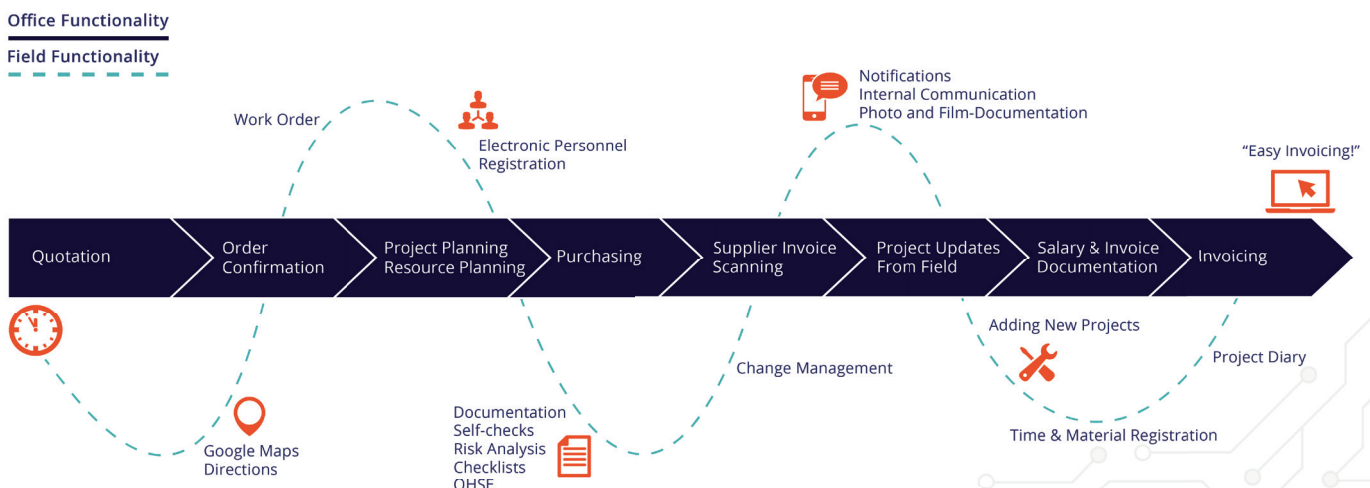 Office Functionality
Field Functionality
Work Order
Electronic Personnel
Registration
Notifications
Internal Communication
Photo and Film-Documentation
“Easy Invoicing!”
Quotation
Order
Confirmation
Project Planning
Resource Planning
Purchasing
Supplier Invoice
Scanning
Project Updates
From Field
Salary & Invoice
Documentation
Invoicing
Google Maps
Directions
Documentation
Self-checks
Risk Analysis
Checklists
OHSE
Change Management
Adding New Projects
Time & Material Registration
Project Diary